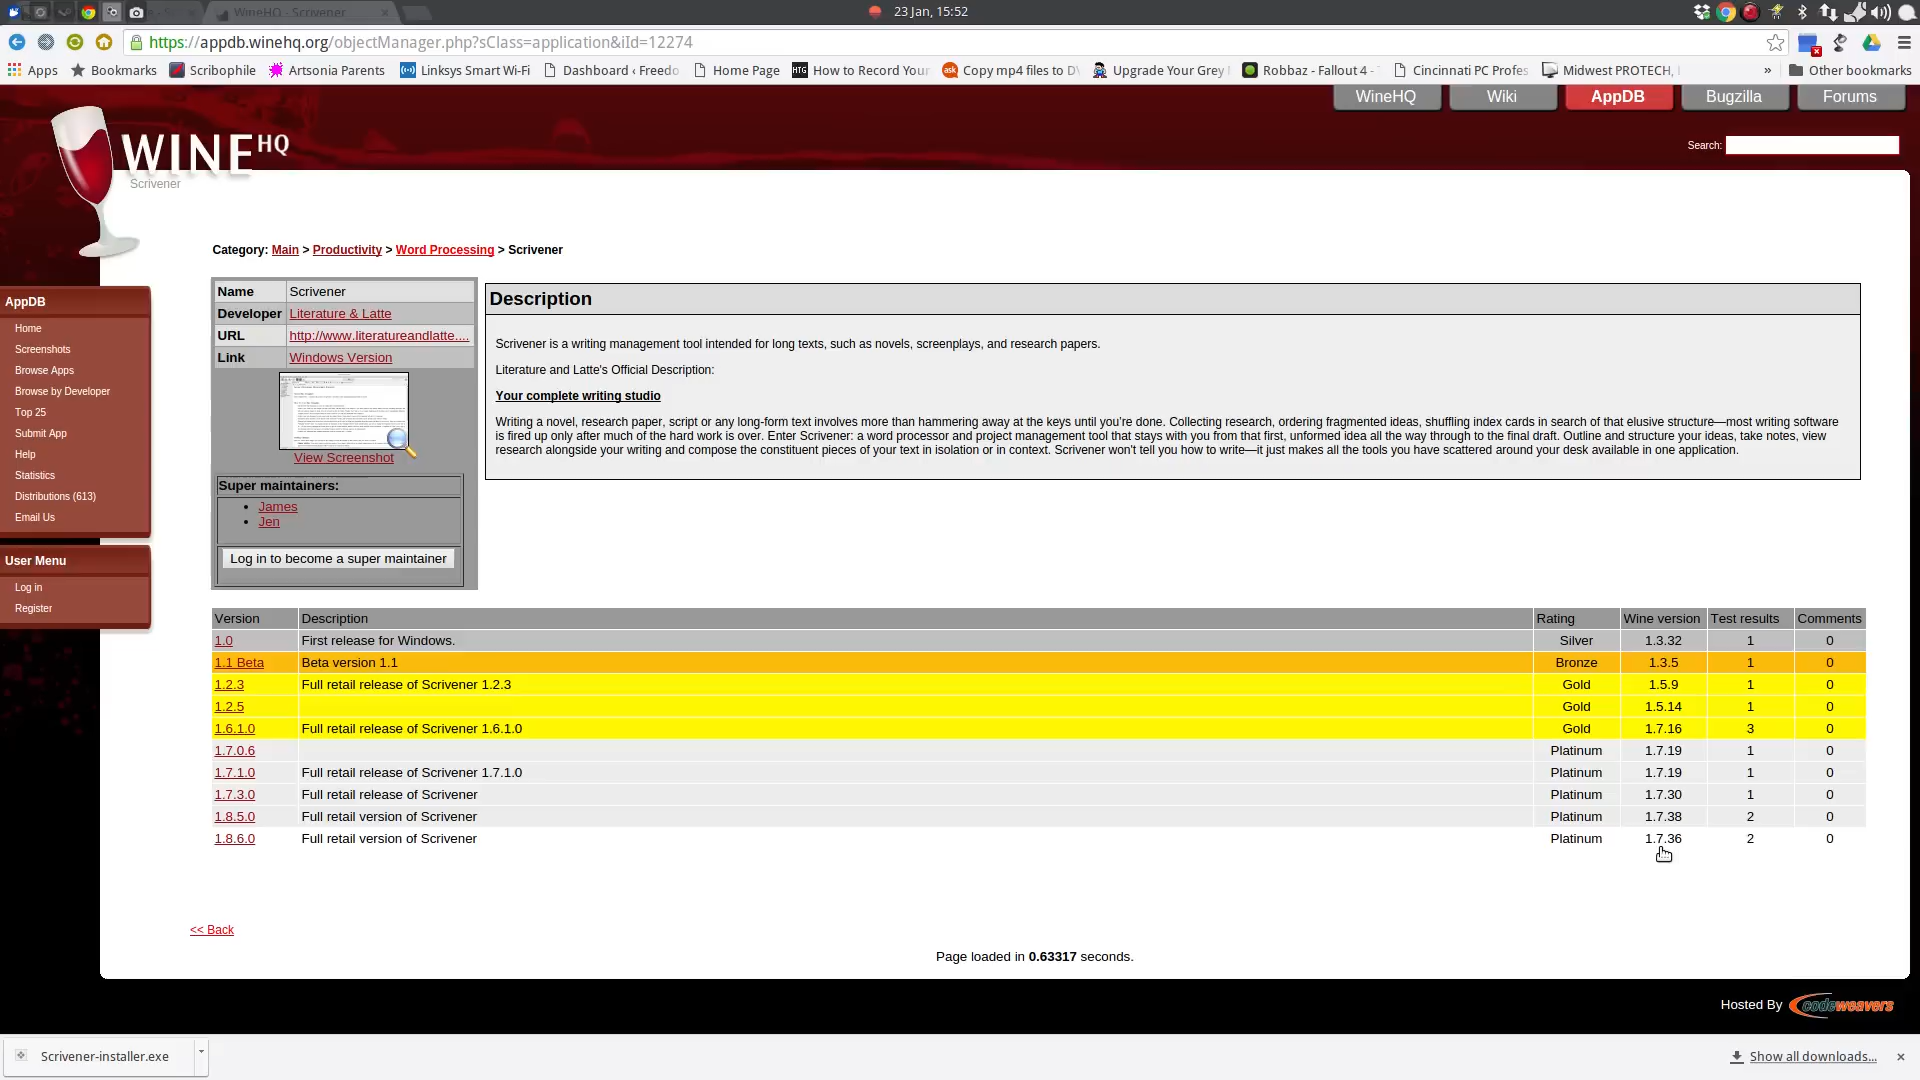 WineHQ - Scrivener
23 Jan, 15:52
https://appdb.winehq.org/objectManager.php?sClass=application&iId=12274
Apps
Bookmarks
Scribophile
Artsonia Parents
Linksys Smart Wi-Fi
Dashboard ‹ Freedo
Home Page
HTG
How to Record Your
ask
Copy mp4 files to DV
Upgrade Your Grey
Robbaz - Fallout 4 -
Cincinnati PC Profes
Midwest PROTECH,
»
Other bookmarks
WineHQ
Wiki
AppDB
Bugzilla
Forums
WINE HQ
Search:
Scrivener
Category: Main > Productivity > Word Processing > Scrivener
AppDB
Home
Screenshots
Browse Apps
Browse by Developer
Top 25
Submit App
Help
Statistics
Distributions (613)
Email Us
User Menu
Log in
Register
Name Scrivener
Developer Literature & Latte
URL http://www.literatureandlatte....
Link Windows Version
View Screenshot
Super maintainers:
• James
• Jen
Log in to become a super maintainer
Description
Scrivener is a writing management tool intended for long texts, such as novels, screenplays, and research papers.
Literature and Latte's Official Description:
Your complete writing studio
Writing a novel, research paper, script or any long-form text involves more than hammering away at the keys until you're done. Collecting research, ordering fragmented ideas, shuffling index cards in search of that elusive structure—most writing software
is fired up only after much of the hard work is over. Enter Scrivener: a word processor and project management tool that stays with you from that first, unformed idea all the way through to the final draft. Outline and structure your ideas, take notes, view
research alongside your writing and compose the constituent pieces of your text in isolation or in context. Scrivener won't tell you how to write—it just makes all the tools you have scattered around your desk available in one application.
Version Description Rating Wine version Test results Comments
1.0 First release for Windows. Silver 1.3.32 1 0
1.1 Beta Beta version 1.1 Bronze 1.3.5 1 0
1.2.3 Full retail release of Scrivener 1.2.3 Gold 1.5.9 1 0
1.2.5 Gold 1.5.14 1 0
1.6.1.0 Full retail release of Scrivener 1.6.1.0 Gold 1.7.16 3 0
1.7.0.6 Platinum 1.7.19 1 0
1.7.1.0 Full retail release of Scrivener 1.7.1.0 Platinum 1.7.19 1 0
1.7.3.0 Full retail release of Scrivener Platinum 1.7.30 1 0
1.8.5.0 Full retail version of Scrivener Platinum 1.7.38 2 0
1.8.6.0 Full retail version of Scrivener Platinum 1.7.36 2 0
<< Back
Page loaded in 0.63317 seconds.
Hosted By codeweavers
Scrivener-installer.exe
Show all downloads...